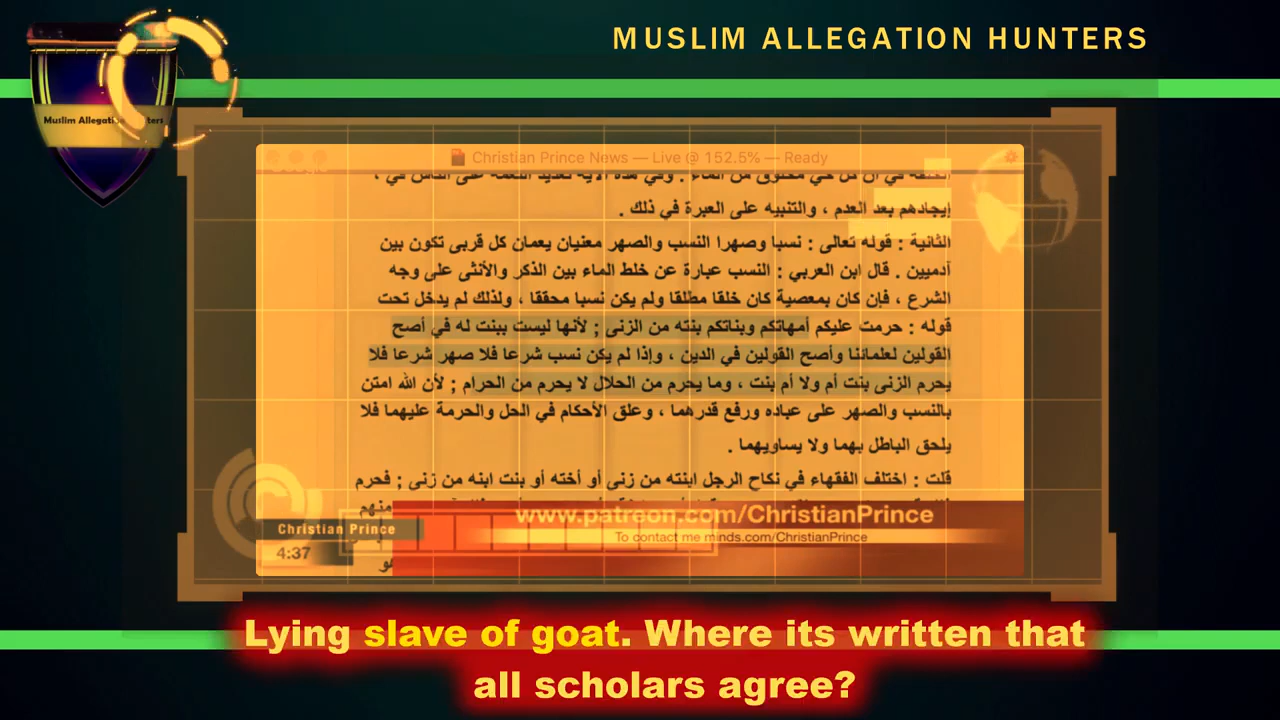 MUSLIM ALLEGATION HUNTERS
Muslim Allegati ters
Christian Prince News — Live @ 152.5% — Ready
إيجادهم بعد العدم ، والتنبيه على العبرة في ذلك .
الثانية : قوله تعالى : نسبا وصهرا النسب والصهر معنيان يعمان كل قربى تكون بين
آدميين . قال ابن العربي : النسب عبارة عن خلط الماء بين الذكر والأنثى على وجه
الشرع ، فإن كان بمعصية كان خلقا مطلقا ولم يكن نسبا محققا ، ولذلك لم يدخل تحت
قوله : حرمت عليكم أمهاتكم وبناتكم بنته من الزنى ; لأنها ليست ببنت له في أصح
القولين لعلمائنا وأصح القولين في الدين ، وإذا لم يكن نسب شرعا فلا صهر شرعا فلا
يحرم الزنى بنت أم ولا أم بنت ، وما يحرم من الحلال لا يحرم من الحرام ; لأن الله امتن
بالنسب والصهر على عباده ورفع قدرهما ، وعلق الأحكام في الحل والحرمة عليهما فلا
يلحق الباطل بهما ولا يساويهما .
قلت : اختلف الفقهاء في نكاح الرجل ابنته من زنى أو أخته أو بنت ابنه من زنى ; فحرم
منهم
www.patreon.com/ChristianPrince
Christian Prince
To contact me minds.com/ChristianPrince
4:37
Lying slave of goat. Where its written that
all scholars agree?